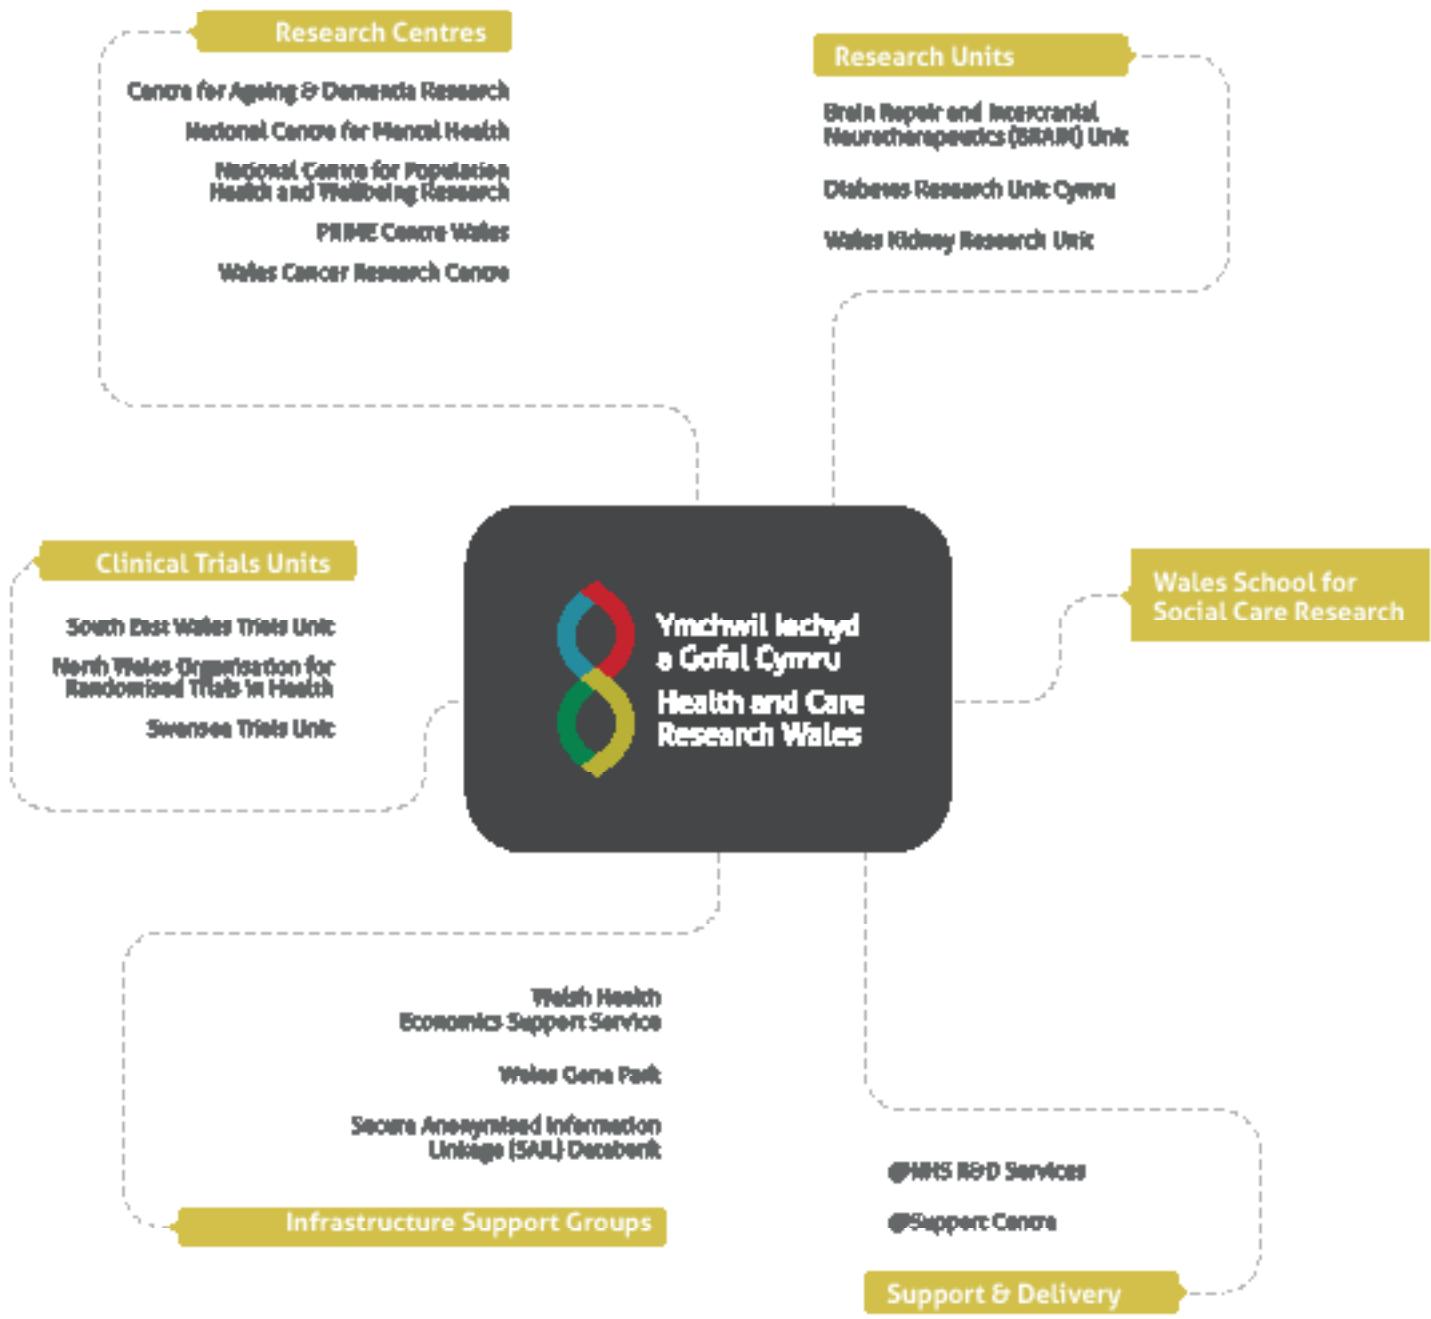 Research Centres
Centre for Ageing & Dementia Research
National Centre for Mental Health
National Centre for Population
Health and Wellbeing Research
PRIME Centre Wales
Wales Cancer Research Centre
Research Units
Brain Repair and Intercranial
Neurotherapeutics (BRAIN) Unit
Diabetes Research Unit Cymru
Wales Kidney Research Unit
Clinical Trials Units
South East Wales Trials Unit
North Wales Organisation for
Randomised Trials in Health
Swansea Trials Unit
Ymchwil Iechyd
a Gofal Cymru
Health and Care
Research Wales
Wales School for
Social Care Research
Welsh Health
Economics Support Service
Wales Gene Park
Secure Anonymised Information
Linkage (SAIL) Databank
Infrastructure Support Groups
@NHS R&D Services
@Support Centre
Support & Delivery